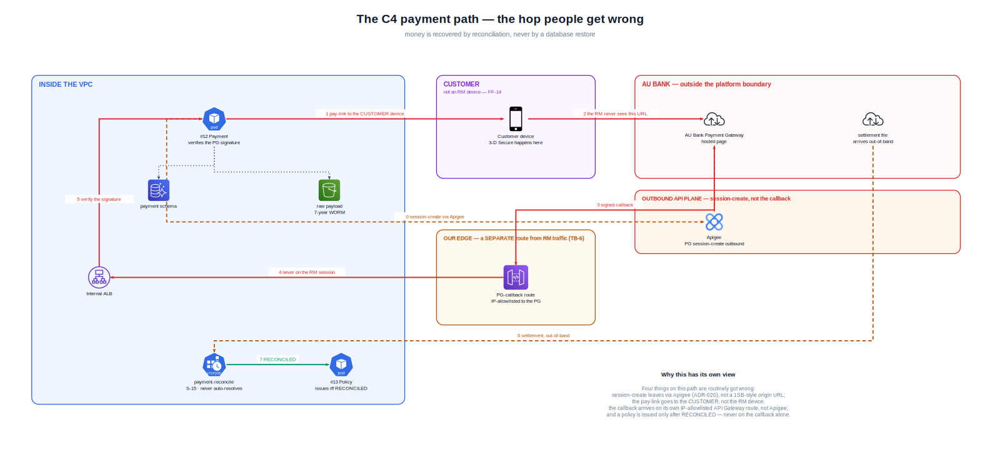 The C4 payment path — the hop people get wrong
money is recovered by reconciliation, never by a database restore
INSIDE THE VPC
CUSTOMER
not an RM device — FF-14
AU BANK — outside the platform boundary
1 pay-link to the CUSTOMER device
2 the RM never sees this URL
pod
#12 Payment
verifies the PG signature
Customer device
3-D Secure happens here
AU Bank Payment Gateway
hosted page
settlement file
arrives out-of-band
5 verify the signature
payment schema
raw payload
7-year WORM
OUTBOUND API PLANE — session-create, not the callback
3 signed callback
0 session-create via Apigee
Apigee
PG session-create outbound
OUR EDGE — a SEPARATE route from RM traffic (TB-6)
4 never on the RM session
Internal ALB
PG-callback route
IP-allowlisted to the PG
6 settlement, out-of-band
7 RECONCILED
cronjob
pod
payment-reconcile
S-15 · never auto-resolves
#13 Policy
issues iff RECONCILED
Why this has its own view
Four things on this path are routinely got wrong:
session-create leaves via Apigee (ADR-020), not a 1SB-style origin URL;
the pay-link goes to the CUSTOMER, not the RM device;
the callback arrives on its own IP-allowlisted API Gateway route, not Apigee;
and a policy is issued only after RECONCILED — never on the callback alone.